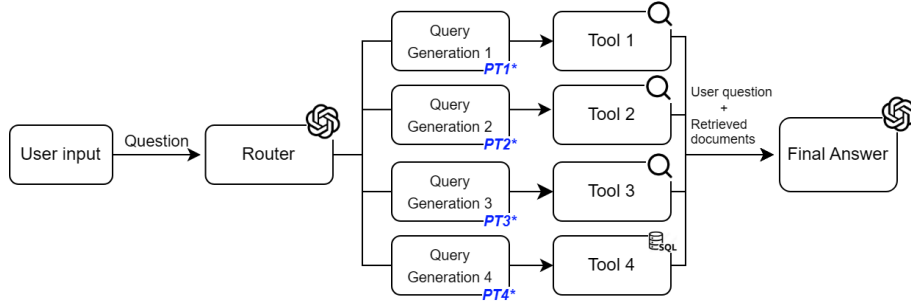 User input
Question
Router
Query
Generation 1
PT1*
Tool 1
Query
Generation 2
PT2*
Tool 2
Query
Generation 3
PT3*
Tool 3
Query
Generation 4
PT4*
Tool 4
SQL
User question
+
Retrieved
documents
Final Answer